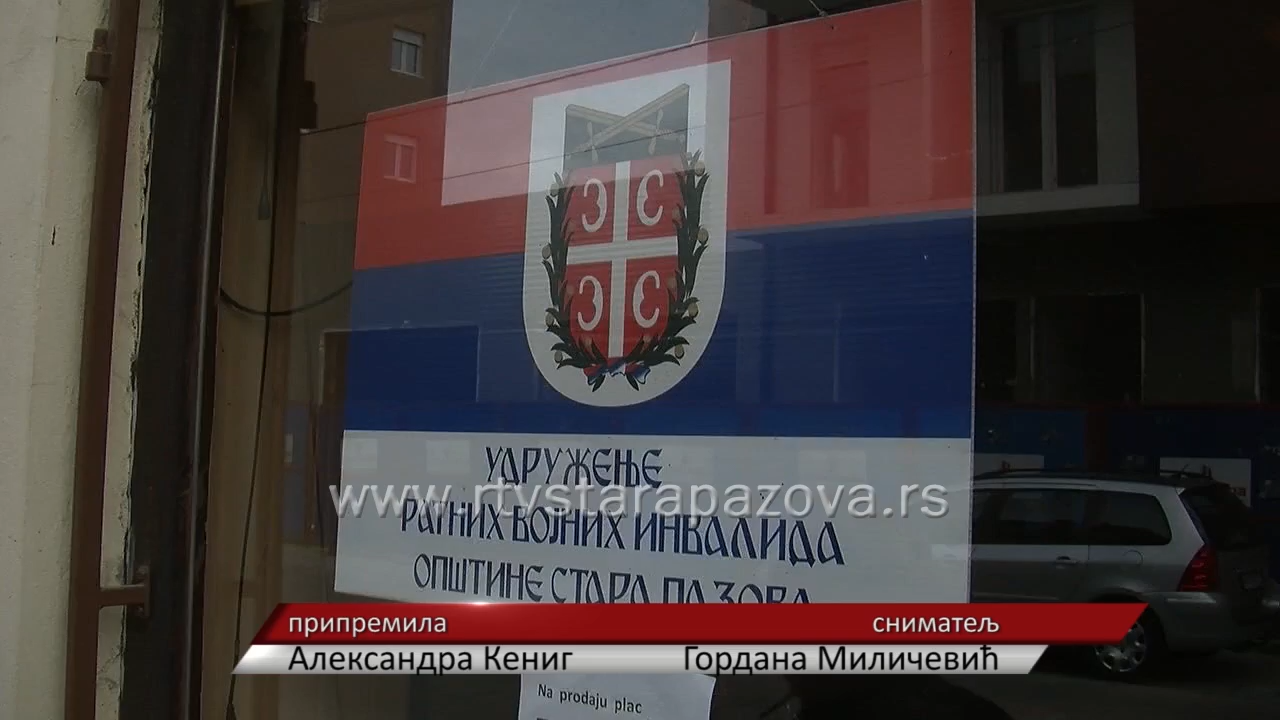 УДРУЖЕЊЕ
РАТНИХ ВОЈНИХ ИНВАЛИДА
ОПШТИНЕ СТАРА ПАЗОВА
www.rtvstarapazova.rs
припремила
сниматељ
Александра Кениг
Гордана Миличевић
Na prodaju plac